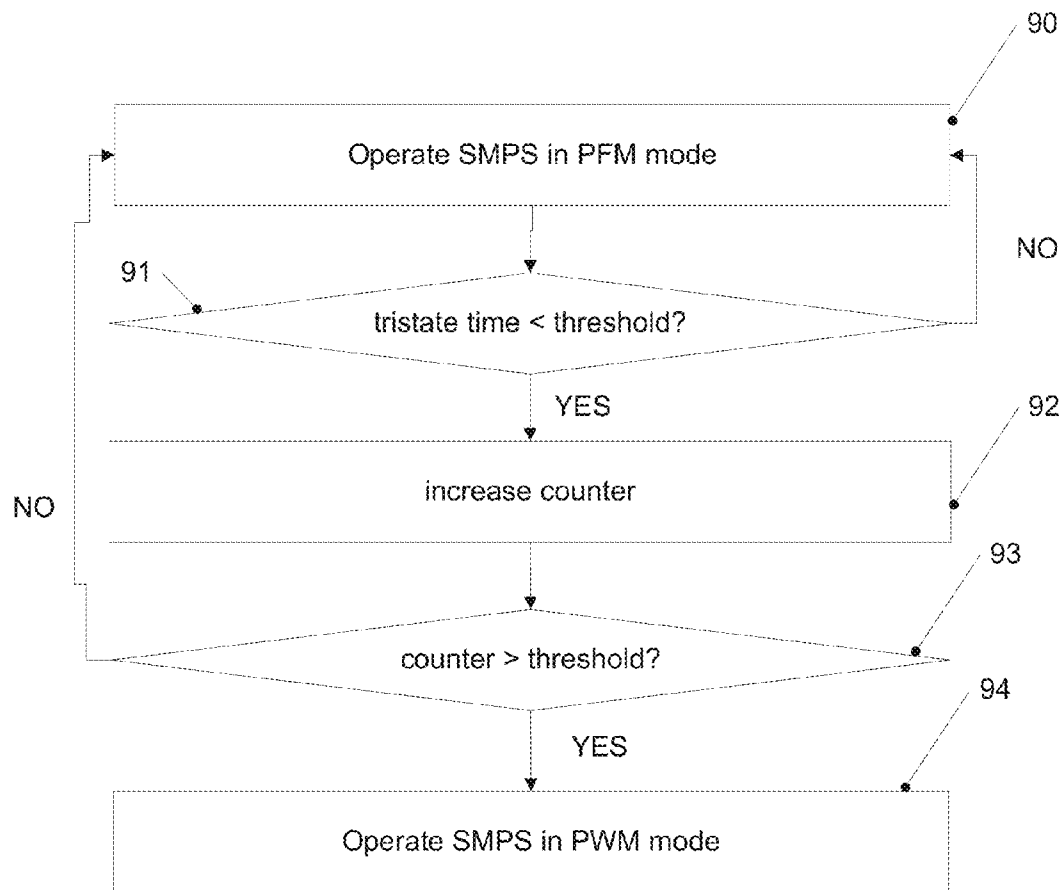 90
Operate SMPS in PFM mode
NO
91
tristate time < threshold?
YES
92
increase counter
NO
93
counter > threshold?
94
YES
Operate SMPS in PWM mode